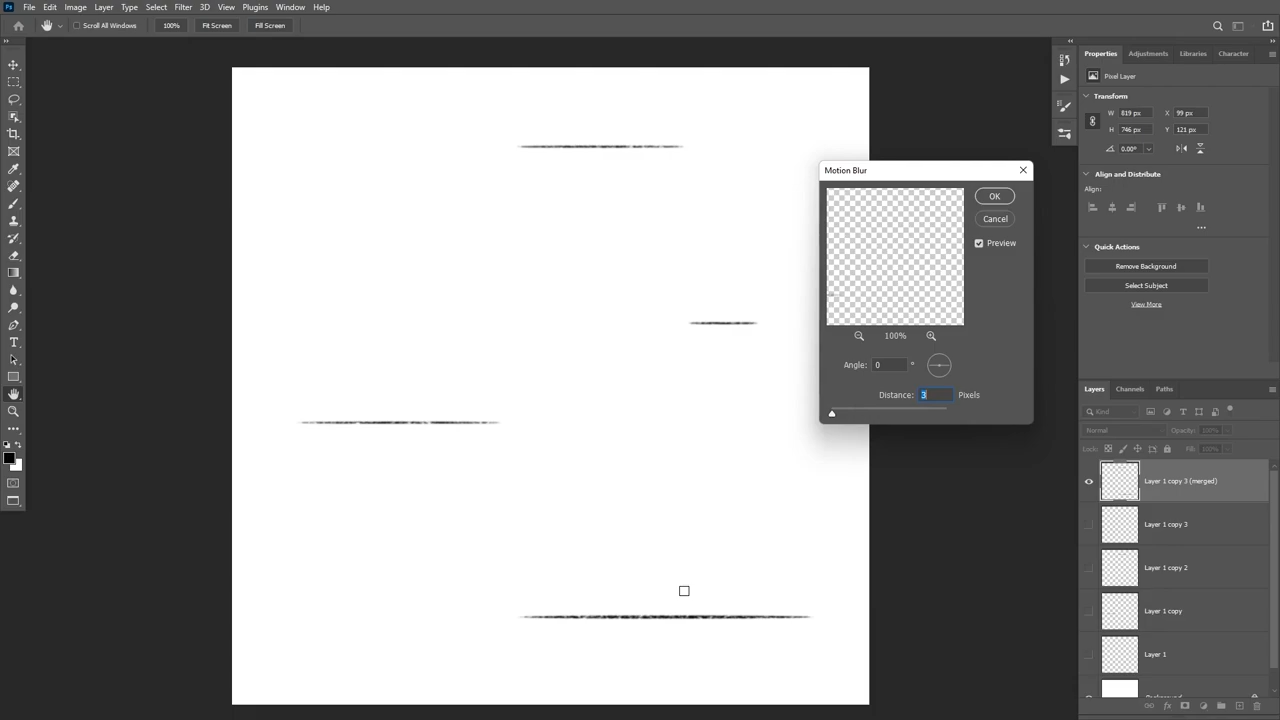 Ps File Edit Image Layer Type Select Filter 3D View Plugins Window Help
Scroll All Windows 100% Fit Screen Fill Screen
Properties Adjustments Libraries Character
Pixel Layer
Transform
W 819 px X 99 px
H 746 px Y 121 px
0.00°
Align and Distribute
Align:
Quick Actions
Remove Background
Select Subject
View More
Motion Blur
OK
Cancel
Preview
100%
Angle: 0 °
Distance: 3 Pixels
Layers Channels Paths
Kind
Normal Opacity: 100%
Lock: Fill: 100%
Layer 1 copy 3 (merged)
Layer 1 copy 3
Layer 1 copy 2
Layer 1 copy
Layer 1
Background